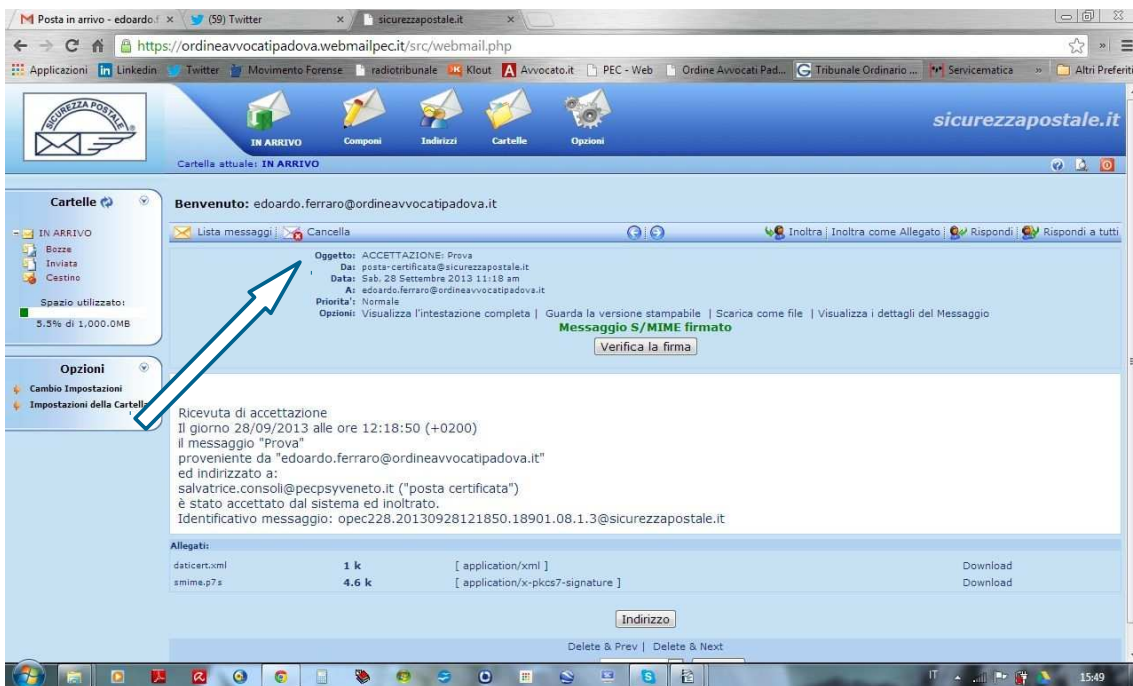 Posta in arrivo - edoardo.f
(59) Twitter
sicurezzapostale.it
https://ordineavvocatipadova.webmailpec.it/src/webmail.php
Applicazioni Linkedin Twitter Movimento Forense radiotribunale Klout Avvocato.it PEC - Web Ordine Avvocati Pad... Tribunale Ordinario ... Servicematica » Altri Preferiti
SICUREZZA POSTALE
IN ARRIVO Componi Indirizzi Cartelle Opzioni
sicurezzapostale.it
Cartella attuale: IN ARRIVO
Cartelle
IN ARRIVO
Bozze
Inviata
Cestino
Spazio utilizzato:
5.5% di 1,000.0MB
Opzioni
Cambio Impostazioni
Impostazioni della Cartella
Benvenuto: edoardo.ferraro@ordineavvocatipadova.it
Lista messaggi | Cancella Inoltra | Inoltra come Allegato | Rispondi | Rispondi a tutti
Oggetto: ACCETTAZIONE: Prova
Da: posta-certificata@sicurezzapostale.it
Data: Sab, 28 Settembre 2013 11:18 am
A: edoardo.ferraro@ordineavvocatipadova.it
Priorita': Normale
Opzioni: Visualizza l'intestazione completa | Guarda la versione stampabile | Scarica come file | Visualizza i dettagli del Messaggio
Messaggio S/MIME firmato
Verifica la firma
Ricevuta di accettazione
Il giorno 28/09/2013 alle ore 12:18:50 (+0200)
il messaggio "Prova"
proveniente da "edoardo.ferraro@ordineavvocatipadova.it"
ed indirizzato a:
salvatrice.consoli@pecpsyveneto.it ("posta certificata")
è stato accettato dal sistema ed inoltrato.
Identificativo messaggio: opec228.20130928121850.18901.08.1.3@sicurezzapostale.it
Allegati:
daticert.xml 1 k [ application/xml ] Download
smime.p7s 4.6 k [ application/x-pkcs7-signature ] Download
Indirizzo
Delete & Prev | Delete & Next
IT 15:49